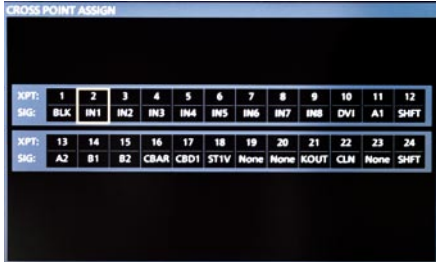 CROSS POINT ASSIGN
XPT: 1 2 3 4 5 6 7 8 9 10 11 12
SIG: BLK IN1 IN2 IN3 IN4 IN5 IN6 IN7 IN8 DVI A1 SHFT
XPT: 13 14 15 16 17 18 19 20 21 22 23 24
SIG: A2 B1 B2 CBAR CBD1 ST1V None None KOUT CLN None SHFT